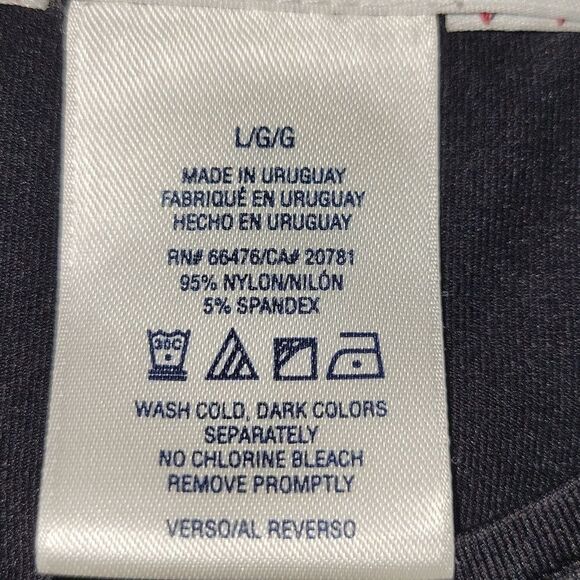 L/G/G
MADE IN URUGUAY
FABRIQUÉ EN URUGUAY
HECHO EN URUGUAY
RN# 66476/CA# 20781
95% NYLON/NILÓN
5% SPANDEX
30C
WASH COLD, DARK COLORS
SEPARATELY
NO CHLORINE BLEACH
REMOVE PROMPTLY
VERSO/AL REVERSO